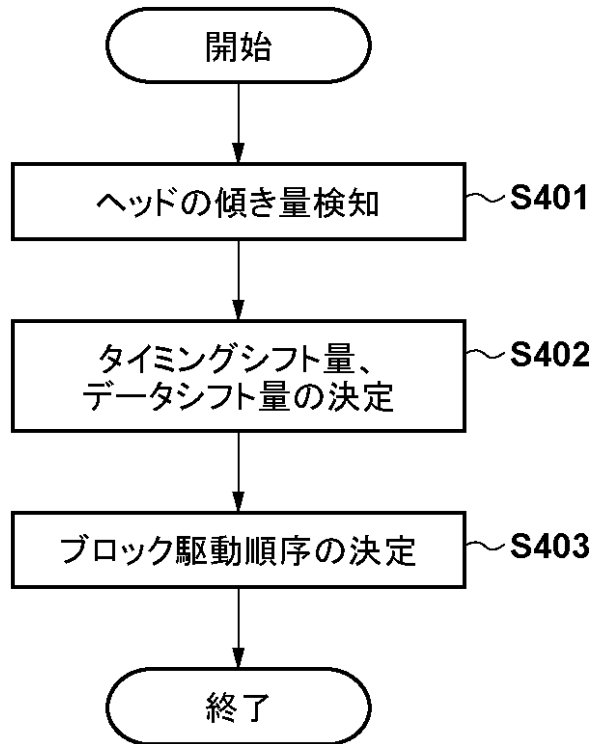 開始
ヘッドの傾き量検知
S401
タイミングシフト量、
データシフト量の決定
S402
ブロック駆動順序の決定
S403
終了